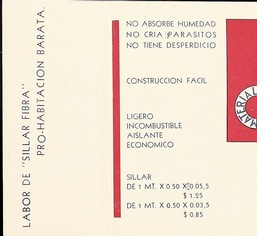 LABOR DE "SILLAR FIBRA"
PRO-HABITACION BARATA.
NO ABSORBE HUMEDAD
NO CRIA PARASITOS
NO TIENE DESPERDICIO
CONSTRUCCION FACIL
LIGERO
INCOMBUSTIBLE
AISLANTE
ECONOMICO
SILLAR
DE 1 MT. X 0.50 X 0.05,5
$ 1.25
DE 1 MT. X 0.50 X 0.03,5
$ 0.85
MATERIAL